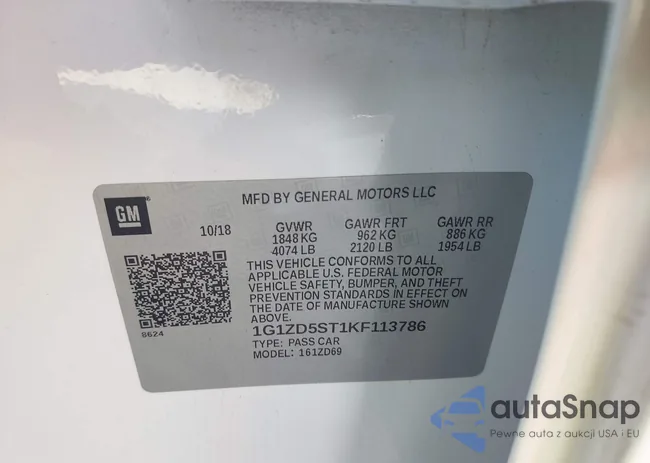 MFD BY GENERAL MOTORS LLC
GM
10/18 GVWR GAWR FRT GAWR RR
1848 KG 962 KG 886 KG
4074 LB 2120 LB 1954 LB
THIS VEHICLE CONFORMS TO ALL
APPLICABLE U.S. FEDERAL MOTOR
VEHICLE SAFETY, BUMPER, AND THEFT
PREVENTION STANDARDS IN EFFECT ON
THE DATE OF MANUFACTURE SHOWN ABOVE.
8624
1G1ZD5ST1KF113786
TYPE: PASS CAR
MODEL: 161ZD69
autaSnap
Pewne auta z aukcji USA i EU